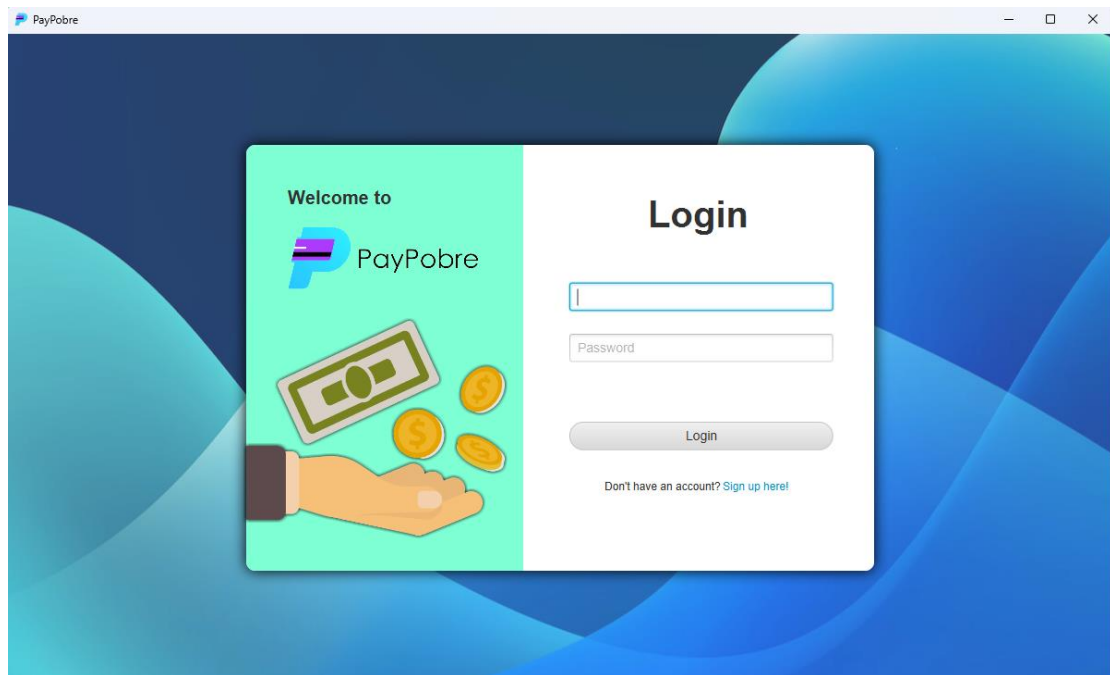 PayPobre
Welcome to
PayPobre
Login
Password
Login
Don't have an account? Sign up here!